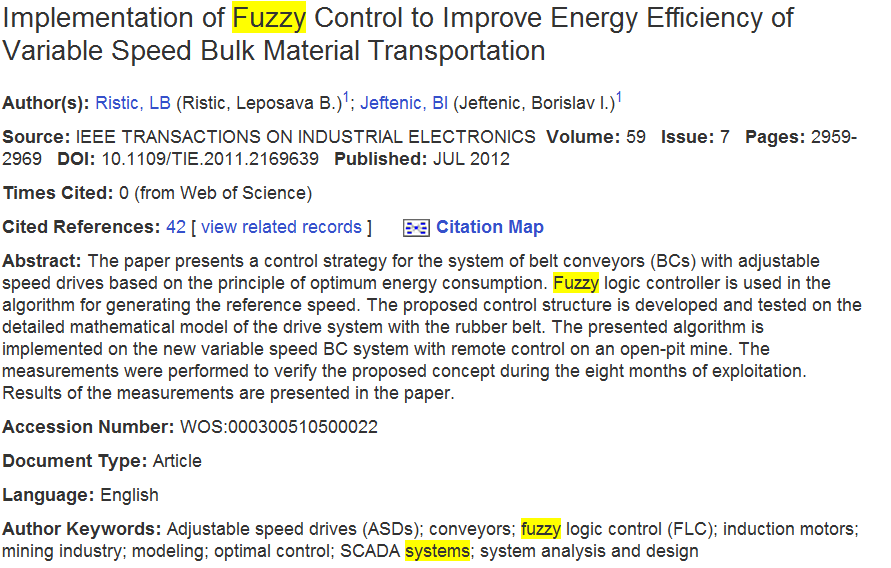 Implementation of Fuzzy Control to Improve Energy Efficiency of
Variable Speed Bulk Material Transportation
Author(s): Ristic, LB (Ristic, Leposava B.)1; Jeftenic, BI (Jeftenic, Borislav I.)1
Source: IEEE TRANSACTIONS ON INDUSTRIAL ELECTRONICS Volume: 59 Issue: 7 Pages: 2959-
2969 DOI: 10.1109/TIE.2011.2169639 Published: JUL 2012
Times Cited: 0 (from Web of Science)
Cited References: 42 [ view related records ] Citation Map
Abstract: The paper presents a control strategy for the system of belt conveyors (BCs) with adjustable
speed drives based on the principle of optimum energy consumption. Fuzzy logic controller is used in the
algorithm for generating the reference speed. The proposed control structure is developed and tested on the
detailed mathematical model of the drive system with the rubber belt. The presented algorithm is
implemented on the new variable speed BC system with remote control on an open-pit mine. The
measurements were performed to verify the proposed concept during the eight months of exploitation.
Results of the measurements are presented in the paper.
Accession Number: WOS:000300510500022
Document Type: Article
Language: English
Author Keywords: Adjustable speed drives (ASDs); conveyors; fuzzy logic control (FLC); induction motors;
mining industry; modeling; optimal control; SCADA systems; system analysis and design